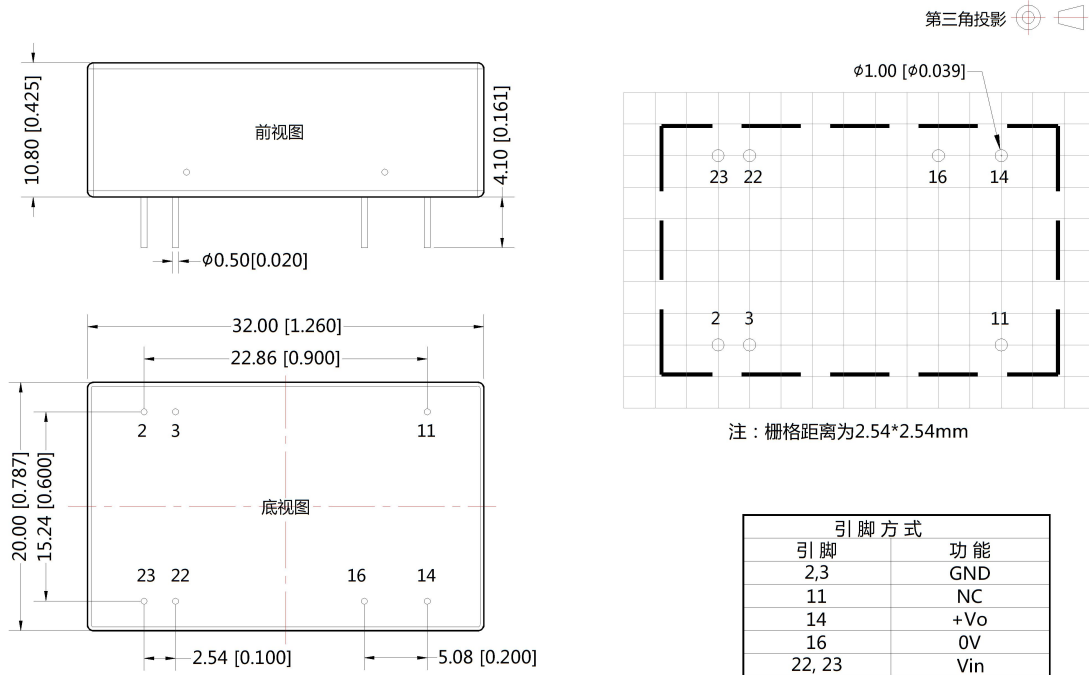 第三角投影
10.80 [0.425]
前视图
4.10 [0.161]
φ0.50[0.020]
φ1.00 [φ0.039]
23 22 16 14
2 3 11
注：栅格距离为2.54*2.54mm
32.00 [1.260]
22.86 [0.900]
2 3 11
20.00 [0.787]
15.24 [0.600]
底视图
23 22 16 14
2.54 [0.100]
5.08 [0.200]
引脚方式
引脚 功能
2,3 GND
11 NC
14 +Vo
16 0V
22, 23 Vin